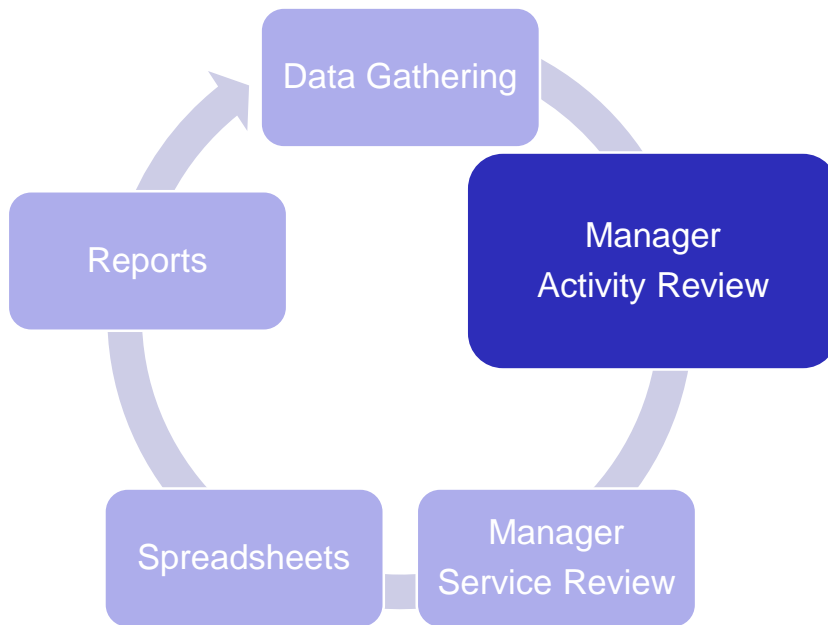 Data Gathering
Manager
Activity Review
Manager
Service Review
Spreadsheets
Reports